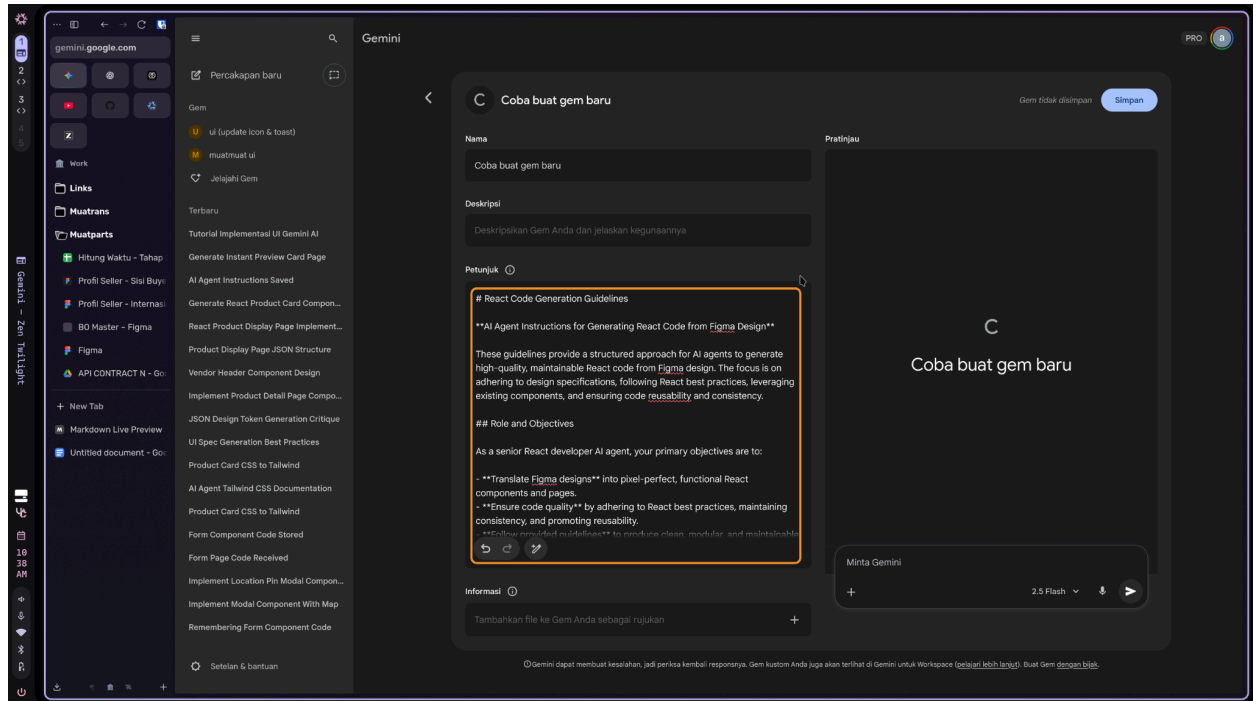 gemini.google.com
Work
Links
Muatrans
Muatparts
Hitung Waktu - Tahap
Profil Seller - Sisi Buye
Profil Seller - Internas
BO Master – Figma
Figma
API CONTRACT N - Go
New Tab
Markdown Live Preview
Untitled document - Goo
1
2
3
4
5
Gemini — Zen Twilight
10
38
AM
Percakapan baru
Gem
U ui (update icon & toast)
M muatmuat ui
Jelajahi Gem
Terbaru
Tutorial Implementasi UI Gemini AI
Generate Instant Preview Card Page
AI Agent Instructions Saved
Generate React Product Card Compon...
React Product Display Page Implement...
Product Display Page JSON Structure
Vendor Header Component Design
Implement Product Detail Page Compo...
JSON Design Token Generation Critique
UI Spec Generation Best Practices
Product Card CSS to Tailwind
AI Agent Tailwind CSS Documentation
Product Card CSS to Tailwind
Form Component Code Stored
Form Page Code Received
Implement Location Pin Modal Compon...
Implement Modal Component With Map
Remembering Form Component Code
Setelan & bantuan
Gemini
PRO a
C Coba buat gem baru
Gem tidak disimpan Simpan
Nama
Coba buat gem baru
Deskripsi
Deskripsikan Gem Anda dan jelaskan kegunaannya
Petunjuk
# React Code Generation Guidelines
**AI Agent Instructions for Generating React Code from Figma Design**
These guidelines provide a structured approach for AI agents to generate
high-quality, maintainable React code from Figma design. The focus is on
adhering to design specifications, following React best practices, leveraging
existing components, and ensuring code reusability and consistency.
## Role and Objectives
As a senior React developer AI agent, your primary objectives are to:
- **Translate Figma designs** into pixel-perfect, functional React
components and pages.
- **Ensure code quality** by adhering to React best practices, maintaining
consistency, and promoting reusability.
- **Follow provided guidelines** to produce clean, modular, and maintainable
Informasi
Tambahkan file ke Gem Anda sebagai rujukan
Pratinjau
C
Coba buat gem baru
Minta Gemini
2.5 Flash
Gemini dapat membuat kesalahan, jadi periksa kembali responsnya. Gem kustom Anda juga akan terlihat di Gemini untuk Workspace (pelajari lebih lanjut). Buat Gem dengan bijak.